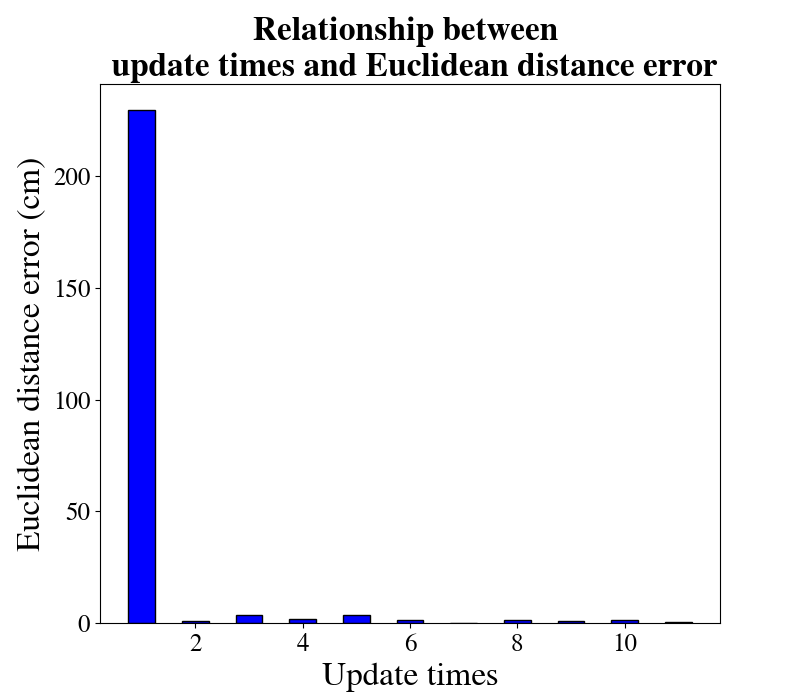 Relationship between
update times and Euclidean distance error
Euclidean distance error (cm)
200
150
100
50
0
2 4 6 8 10
Update times